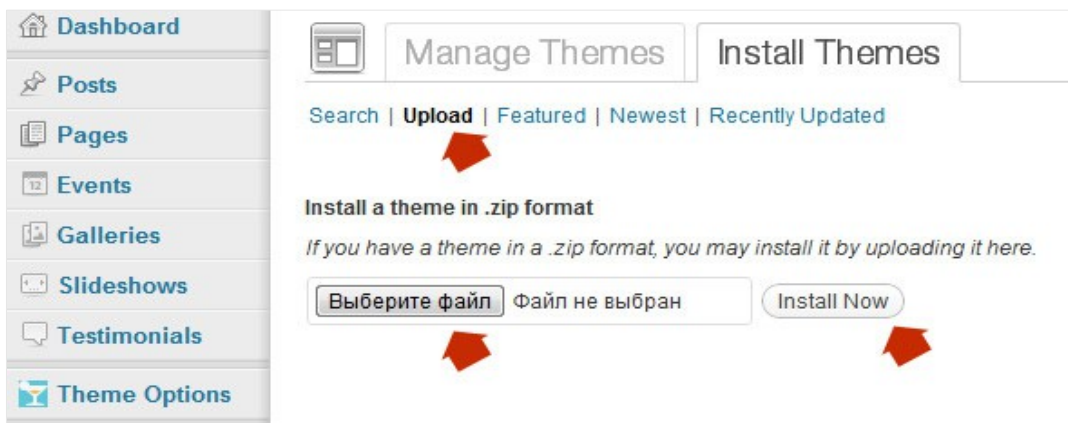 Dashboard
Posts
Pages
12 Events
Galleries
Slideshows
Testimonials
Theme Options
Manage Themes Install Themes
Search | Upload | Featured | Newest | Recently Updated
Install a theme in .zip format
If you have a theme in a .zip format, you may install it by uploading it here.
Выберите файл Файл не выбран Install Now